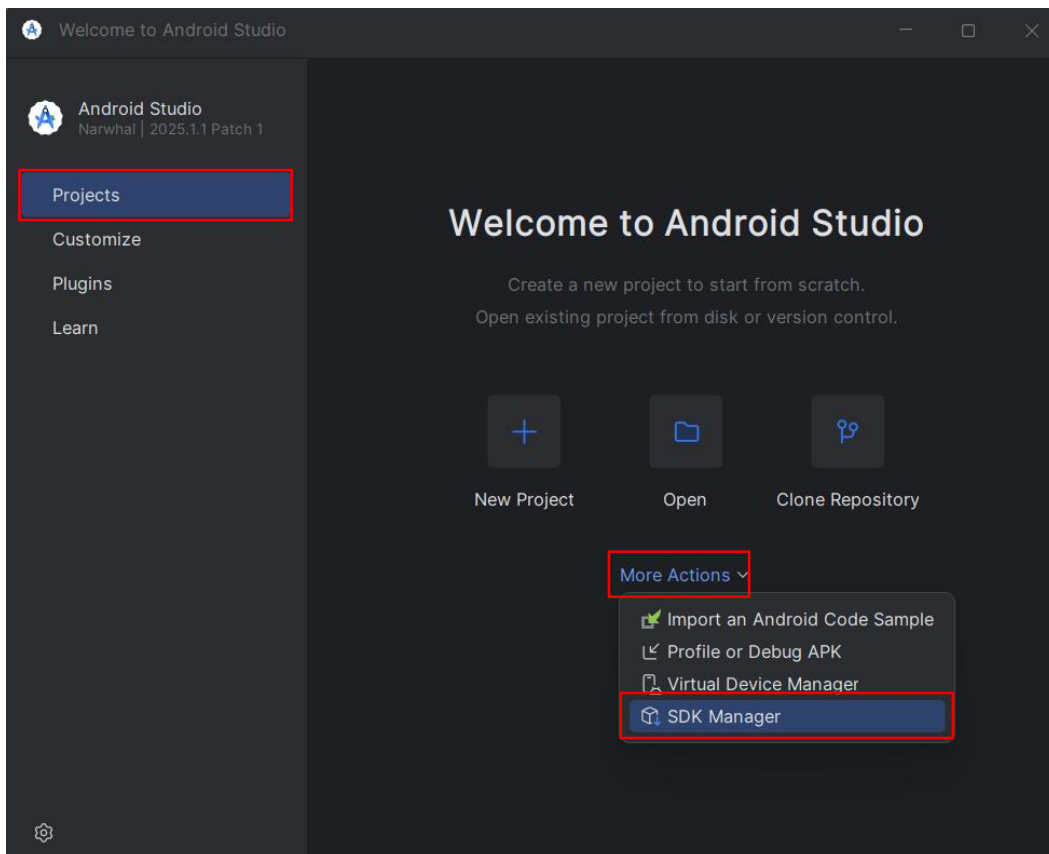 Welcome to Android Studio
Android Studio
Narwhal | 2025.1.1 Patch 1
Projects
Customize
Plugins
Learn
Welcome to Android Studio
Create a new project to start from scratch.
Open existing project from disk or version control.
New Project
Open
Clone Repository
More Actions
Import an Android Code Sample
Profile or Debug APK
Virtual Device Manager
SDK Manager